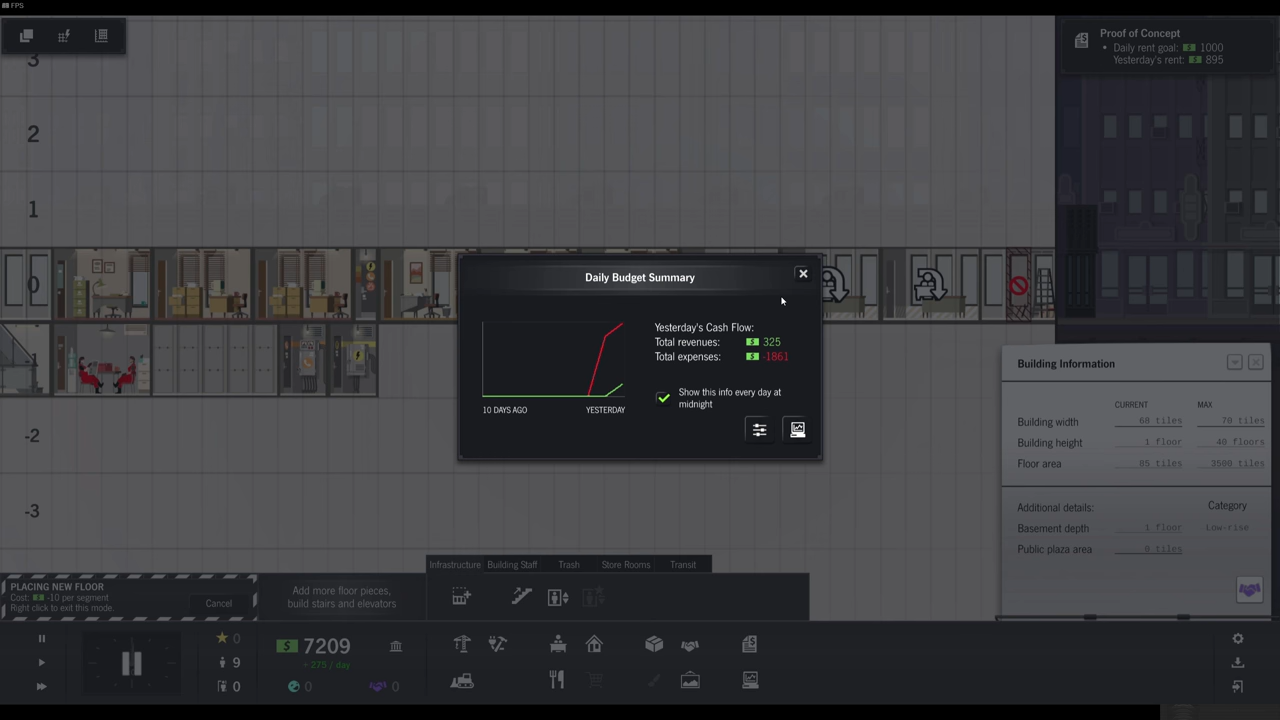 FPS
Proof of Concept
• Daily rent goal: 1000
Yesterday's rent: 895
3
2
1
0
-2
-3
Daily Budget Summary
Yesterday's Cash Flow:
Total revenues: 325
Total expenses: -1861
Show this info every day at
midnight
10 DAYS AGO
YESTERDAY
Building Information
CURRENT
MAX
Building width 60 tiles 70 tiles
Building height 1 floor 40 floors
Floor area 85 tiles 3500 tiles
Additional details:
Category
Basement depth 1 floor Low-rise
Public plaza area 0 tiles
Infrastructure
Building Staff
Trash
Store Rooms
Transit
PLACING NEW FLOOR
Cost: -10 per segment
Right click to exit this mode.
Cancel
Add more floor pieces,
build stairs and elevators
0
9
0
7209
+275 / day
0
0